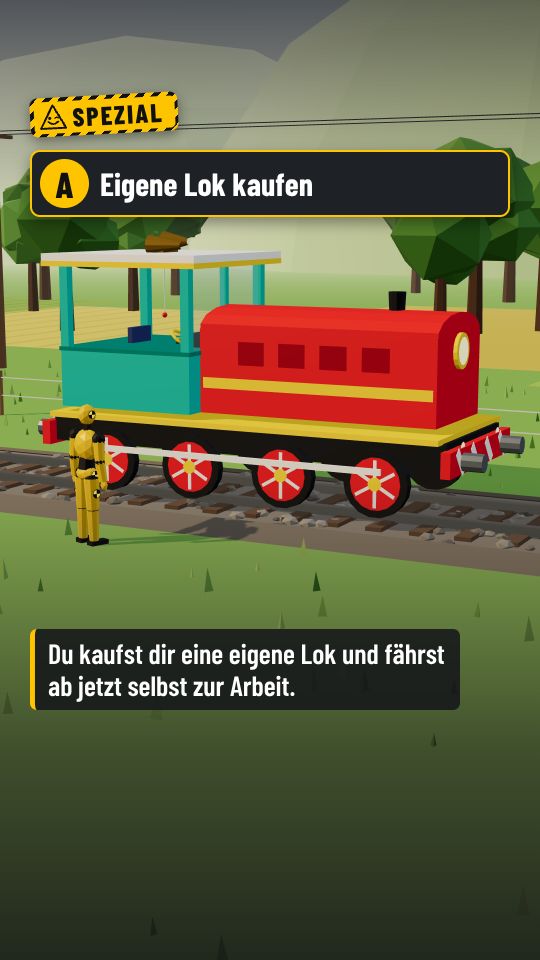 SPEZIAL
A Eigene Lok kaufen
Du kaufst dir eine eigene Lok und fährst
ab jetzt selbst zur Arbeit.